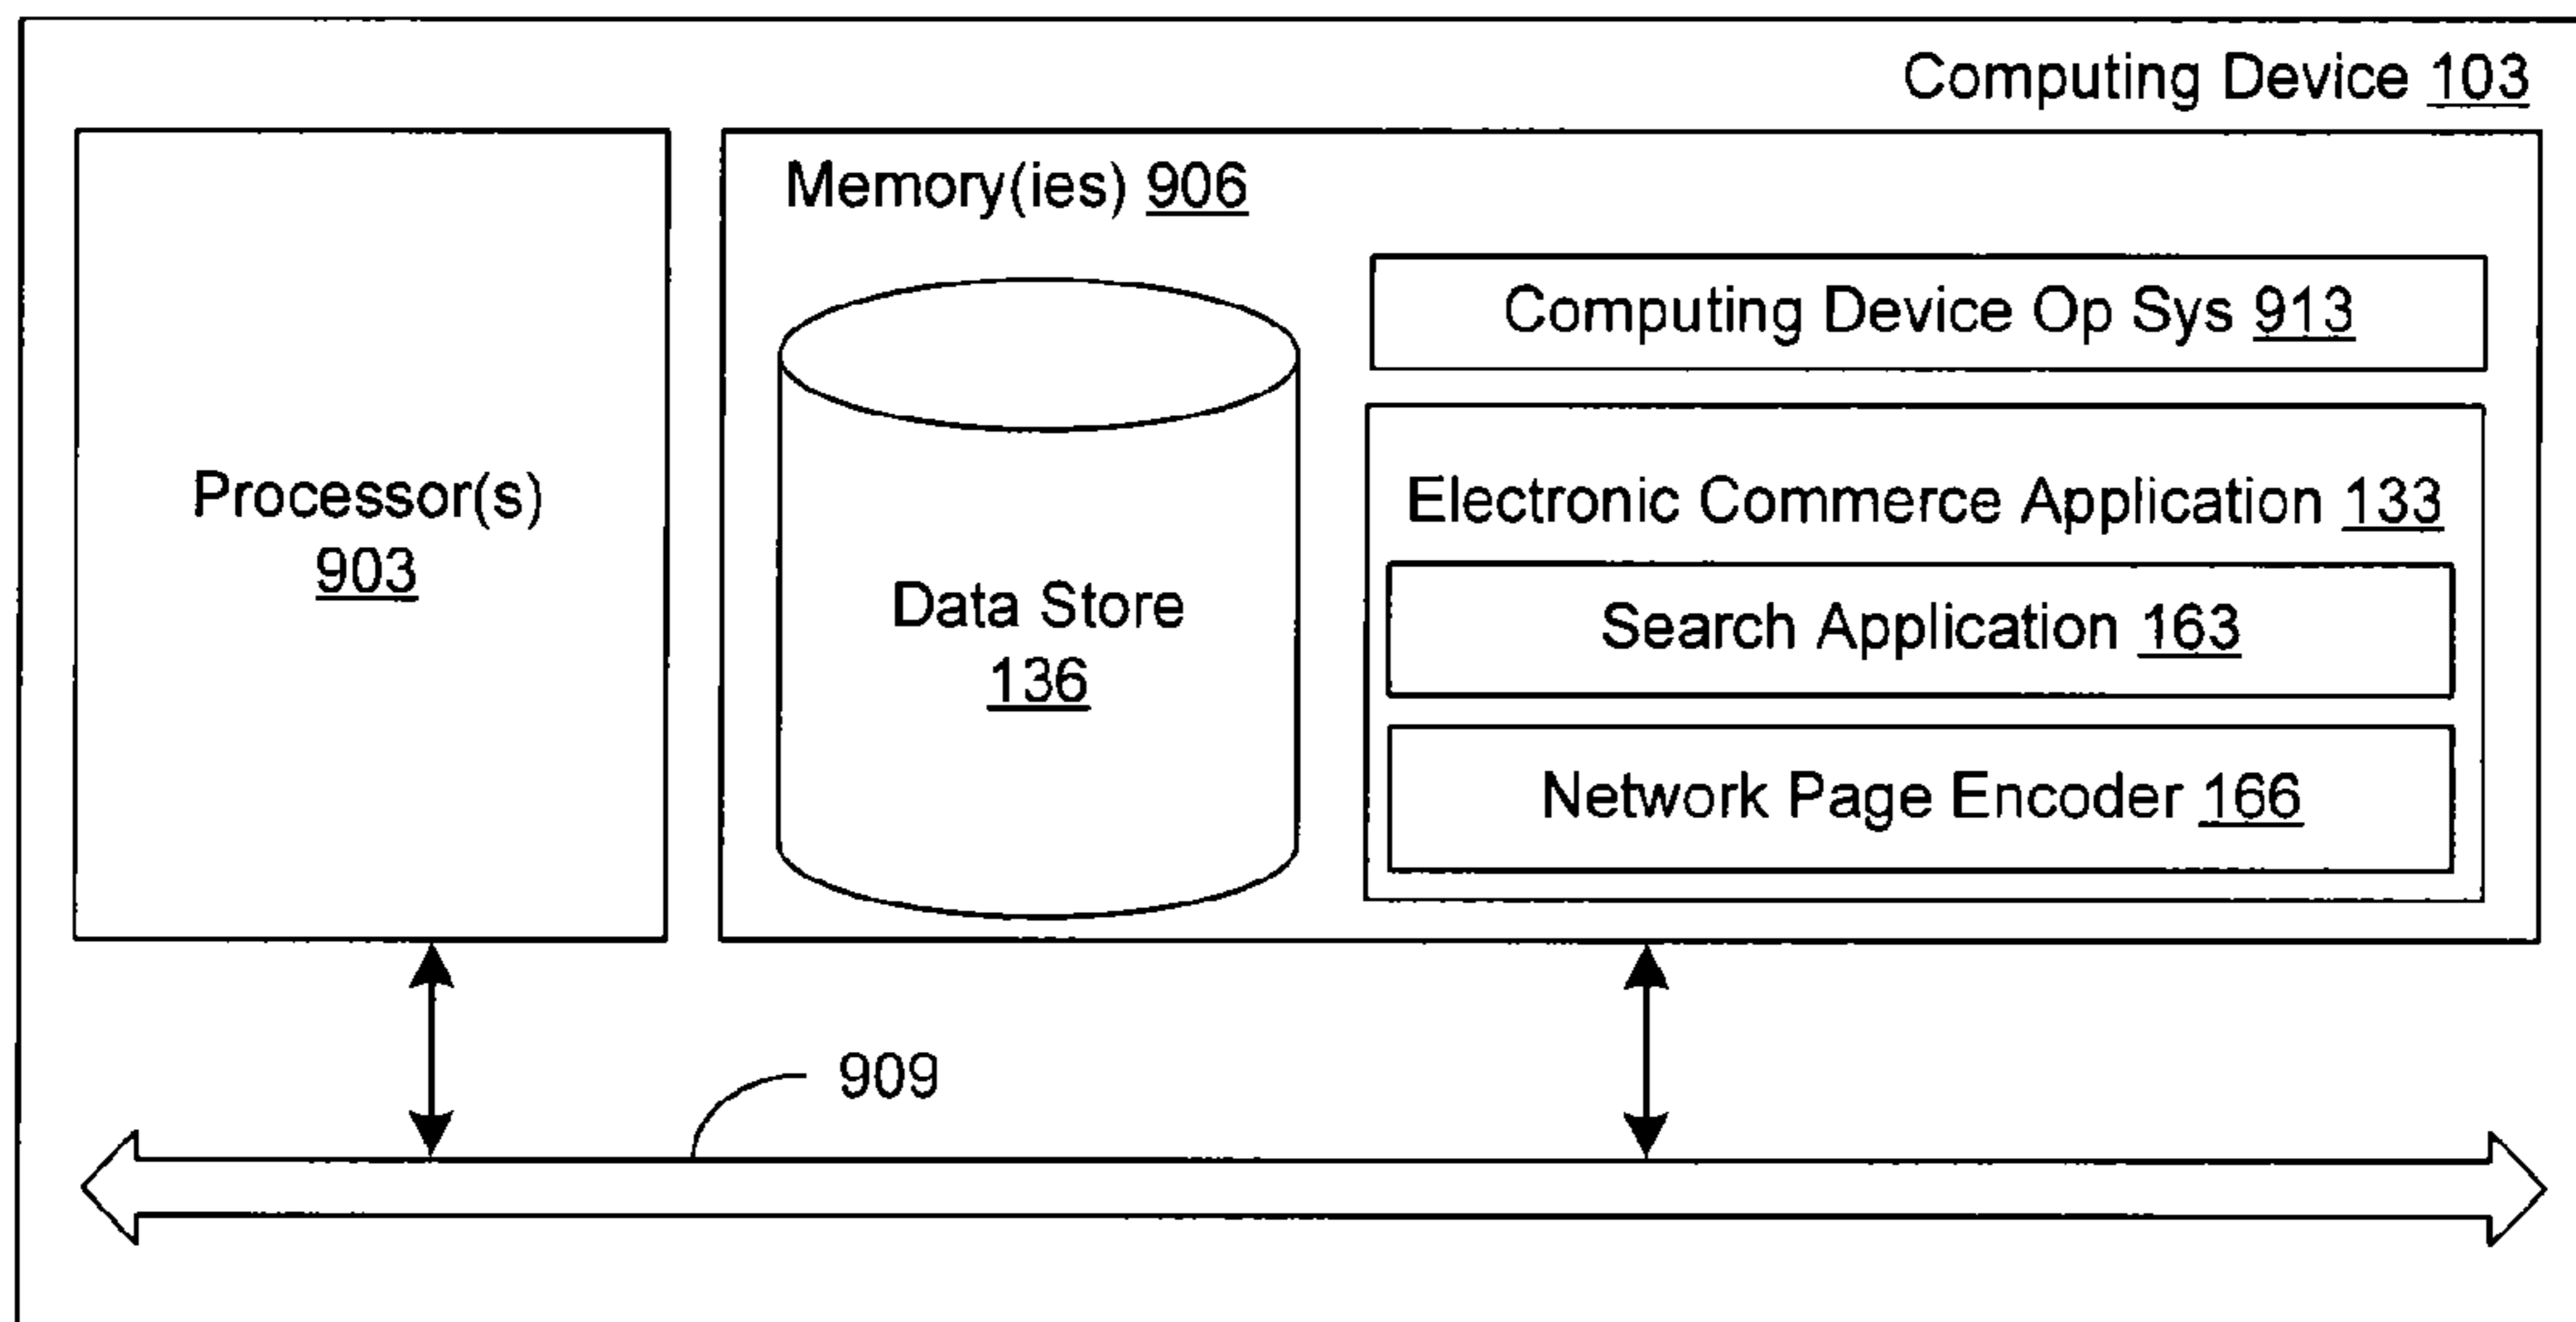 Computing Device 103
Memory(ies) 906
Computing Device Op Sys 913
Processor(s)
903
Data Store
136
Electronic Commerce Application 133
Search Application 163
Network Page Encoder 166
909